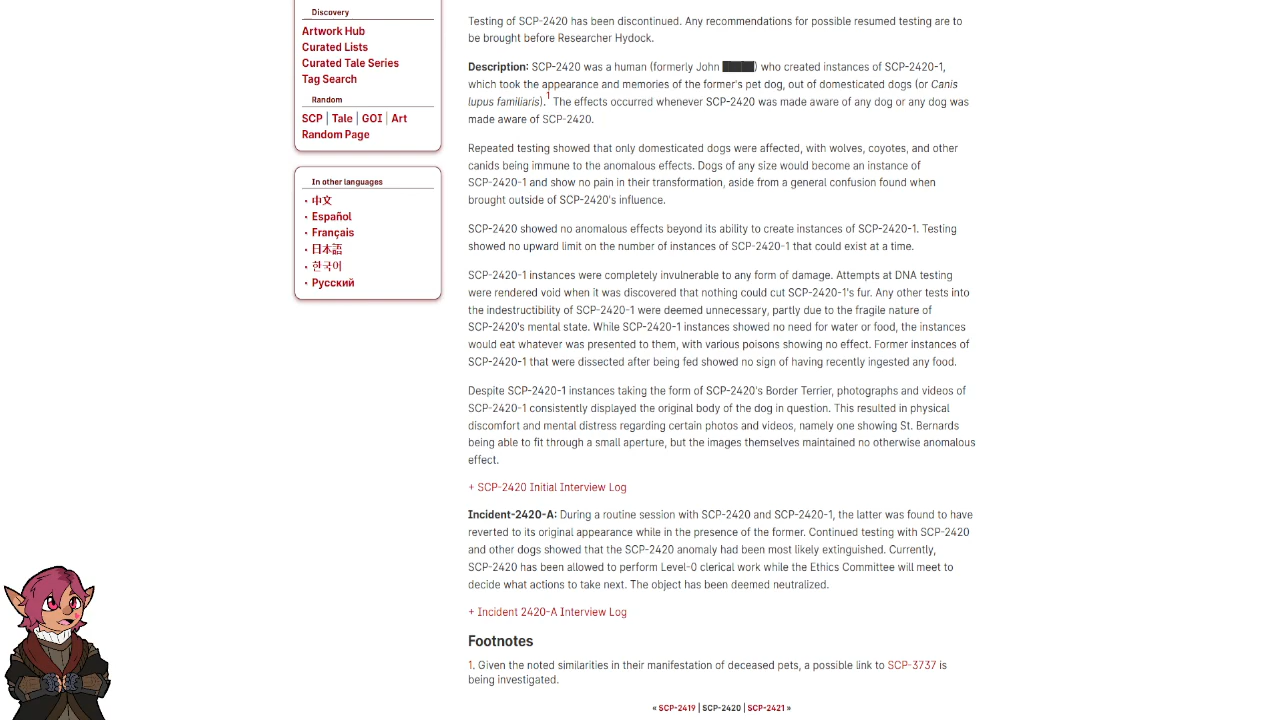 Discovery
Artwork Hub
Curated Lists
Curated Tale Series
Tag Search
Random
SCP | Tale | GOI | Art
Random Page
In other languages
• 中文
• Español
• Français
• 日本語
• 한국어
• Русский
Testing of SCP-2420 has been discontinued. Any recommendations for possible resumed testing are to
be brought before Researcher Hydock.
Description: SCP-2420 was a human (formerly John ████) who created instances of SCP-2420-1,
which took the appearance and memories of the former's pet dog, out of domesticated dogs (or Canis
lupus familiaris).1 The effects occurred whenever SCP-2420 was made aware of any dog or any dog was
made aware of SCP-2420.
Repeated testing showed that only domesticated dogs were affected, with wolves, coyotes, and other
canids being immune to the anomalous effects. Dogs of any size would become an instance of
SCP-2420-1 and show no pain in their transformation, aside from a general confusion found when
brought outside of SCP-2420's influence.
SCP-2420 showed no anomalous effects beyond its ability to create instances of SCP-2420-1. Testing
showed no upward limit on the number of instances of SCP-2420-1 that could exist at a time.
SCP-2420-1 instances were completely invulnerable to any form of damage. Attempts at DNA testing
were rendered void when it was discovered that nothing could cut SCP-2420-1's fur. Any other tests into
the indestructibility of SCP-2420-1 were deemed unnecessary, partly due to the fragile nature of
SCP-2420's mental state. While SCP-2420-1 instances showed no need for water or food, the instances
would eat whatever was presented to them, with various poisons showing no effect. Former instances of
SCP-2420-1 that were dissected after being fed showed no sign of having recently ingested any food.
Despite SCP-2420-1 instances taking the form of SCP-2420's Border Terrier, photographs and videos of
SCP-2420-1 consistently displayed the original body of the dog in question. This resulted in physical
discomfort and mental distress regarding certain photos and videos, namely one showing St. Bernards
being able to fit through a small aperture, but the images themselves maintained no otherwise anomalous
effect.
+ SCP-2420 Initial Interview Log
Incident-2420-A: During a routine session with SCP-2420 and SCP-2420-1, the latter was found to have
reverted to its original appearance while in the presence of the former. Continued testing with SCP-2420
and other dogs showed that the SCP-2420 anomaly had been most likely extinguished. Currently,
SCP-2420 has been allowed to perform Level-0 clerical work while the Ethics Committee will meet to
decide what actions to take next. The object has been deemed neutralized.
+ Incident 2420-A Interview Log
Footnotes
1. Given the noted similarities in their manifestation of deceased pets, a possible link to SCP-3737 is
being investigated.
« SCP-2419 | SCP-2420 | SCP-2421 »